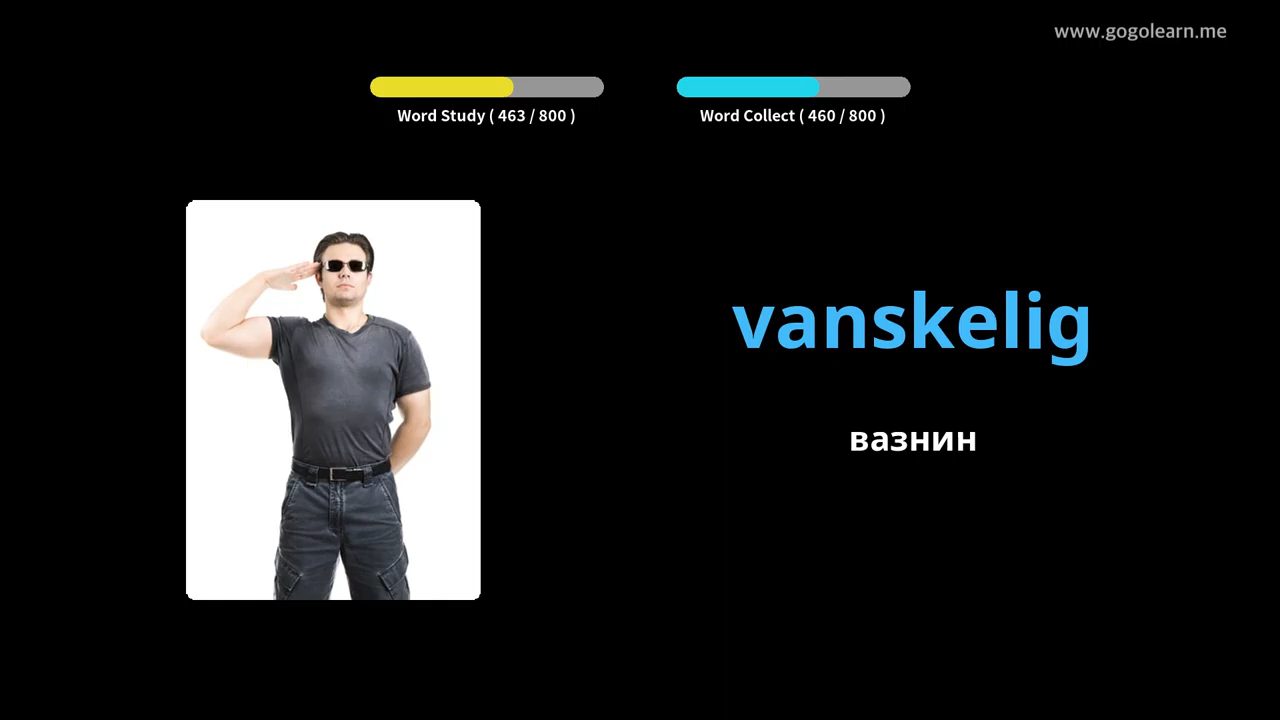 www.gogolearn.me
Word Study ( 463 / 800 )
Word Collect ( 460 / 800 )
vanskelig
вазнин